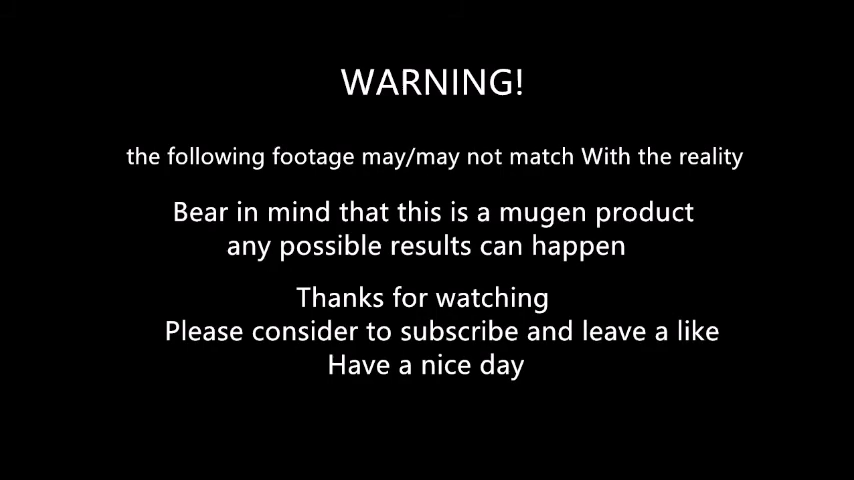 WARNING!
the following footage may/may not match With the reality
Bear in mind that this is a mugen product
any possible results can happen
Thanks for watching
Please consider to subscribe and leave a like
Have a nice day